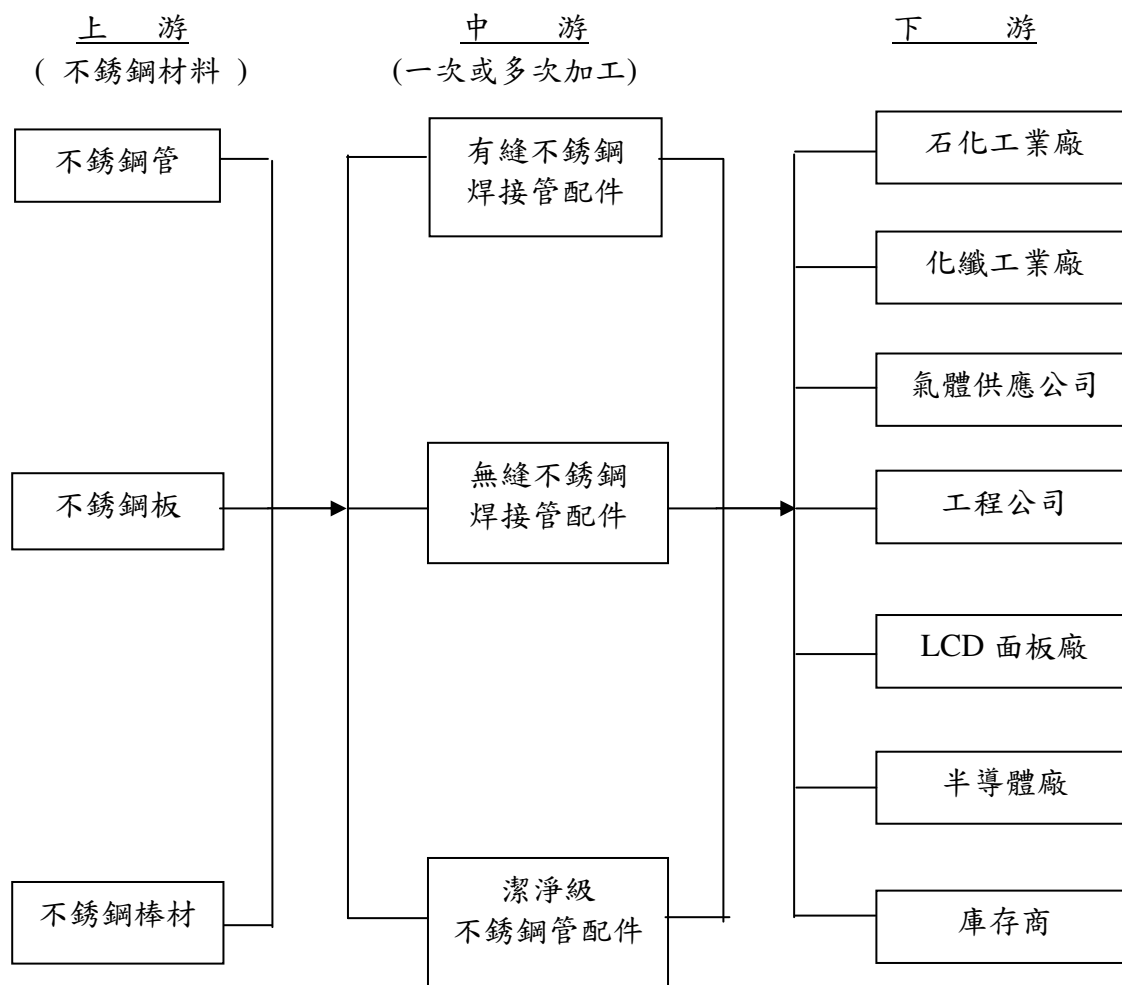 上 游
( 不銹鋼材料 )
不銹鋼管
不銹鋼板
不銹鋼棒材
中 游
(一次或多次加工)
有縫不銹鋼
焊接管配件
無縫不銹鋼
焊接管配件
潔淨級
不銹鋼管配件
下 游
石化工業廠
化纖工業廠
氣體供應公司
工程公司
LCD 面板廠
半導體廠
庫存商